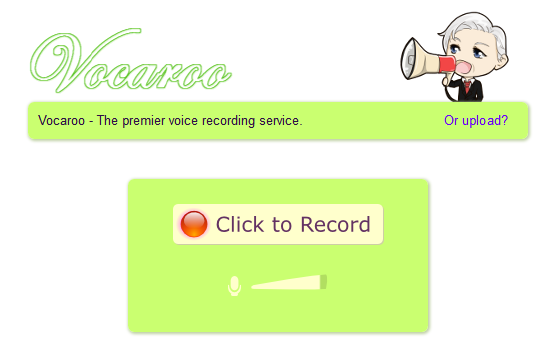 Vocaroo
Vocaroo - The premier voice recording service.
Or upload?
Click to Record